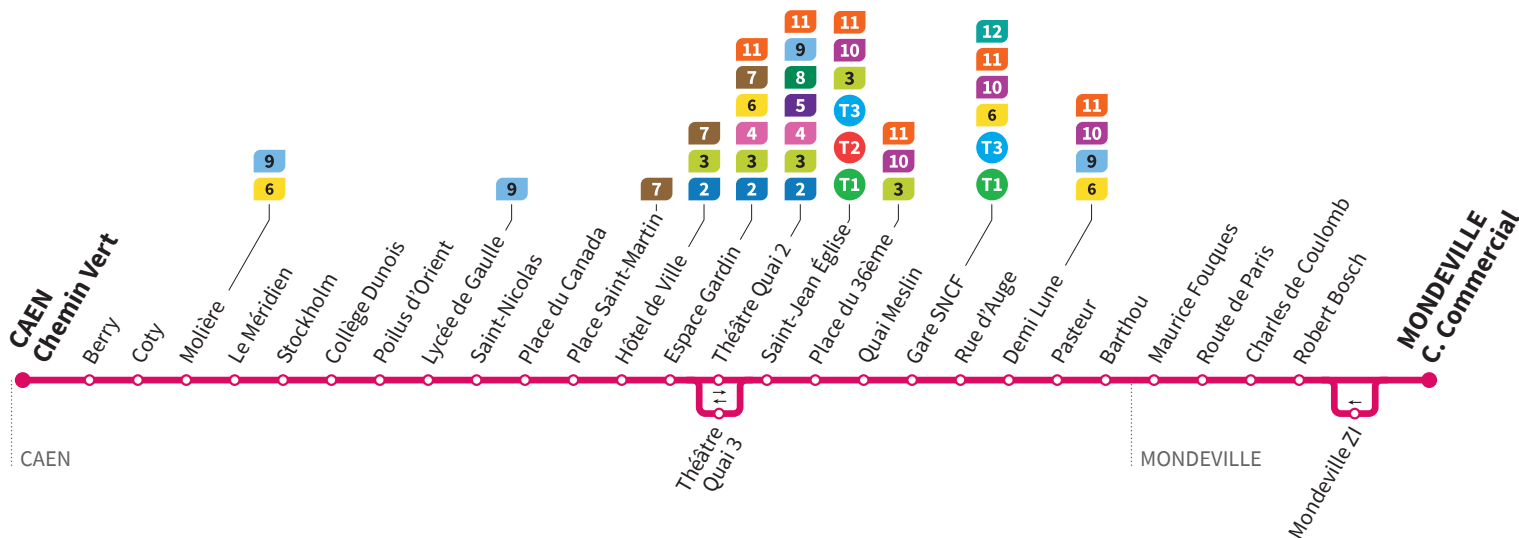 11
11
12
11
9
10
11
7
8
3
10
11
6
5
T3
6
7
4
4
T2
11
T3
10
9
3
3
3
10
9
6
9
7
2
2
2
T1
3
T1
6
CAEN
Chemin Vert
Berry
Coty
Molière
Le Méridien
Stockholm
Collège Dunois
Poilus d’Orient
Lycée de Gaulle
Saint-Nicolas
Place du Canada
Place Saint-Martin
Hôtel de Ville
Espace Gardin
Théâtre Quai 2
Saint-Jean Église
Place du 36ème
Quai Meslin
Gare SNCF
Rue d’Auge
Demi Lune
Pasteur
Barthou
Maurice Fouques
Route de Paris
Charles de Coulomb
Robert Bosch
MONDEVILLE
C. Commercial
Théâtre
Quai 3
Mondeville ZI
CAEN
MONDEVILLE